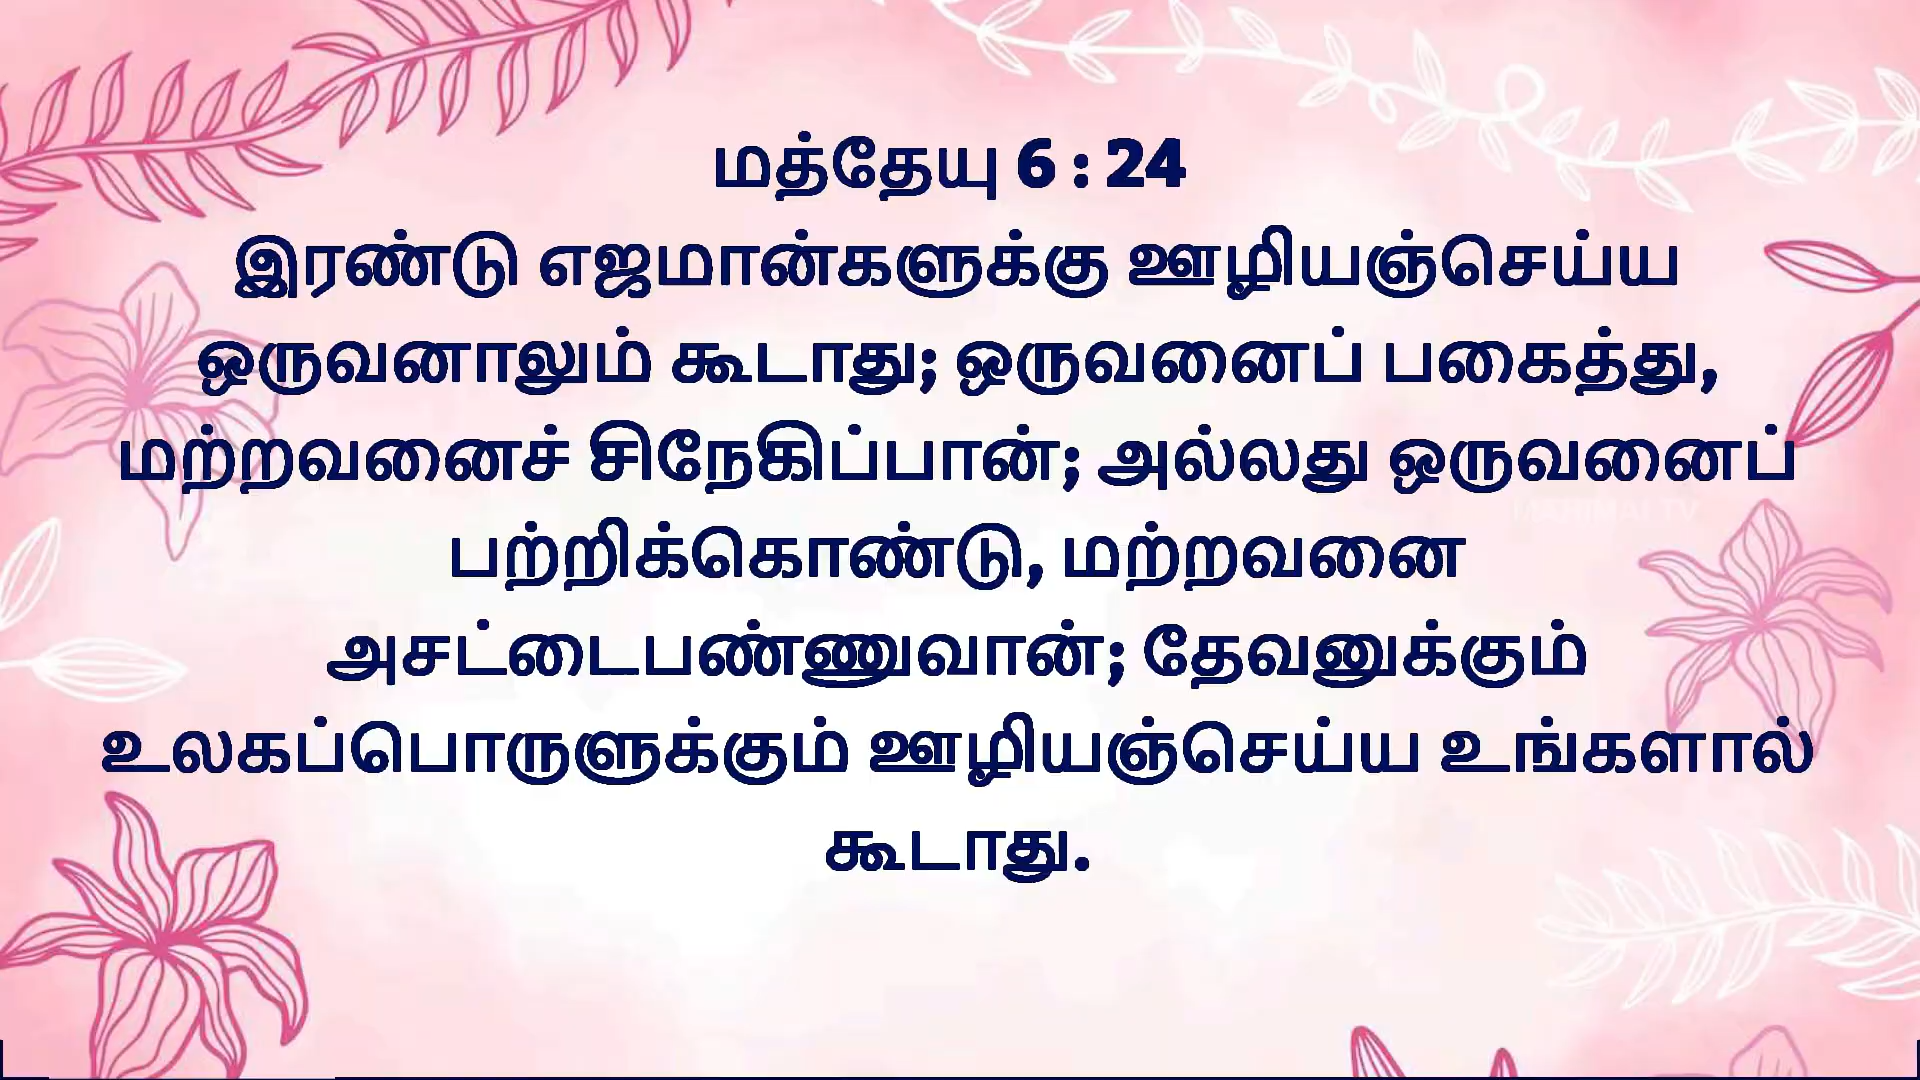 மத்தேயு 6 : 24
இரண்டு எஜமான்களுக்கு ஊழியஞ்செய்ய
ஒருவனாலும் கூடாது; ஒருவனைப் பகைத்து,
மற்றவனைச் சிநேகிப்பான்; அல்லது ஒருவனைப்
பற்றிக்கொண்டு, மற்றவனை
அசட்டைபண்ணுவான்; தேவனுக்கும்
உலகப்பொருளுக்கும் ஊழியஞ்செய்ய உங்களால்
கூடாது.